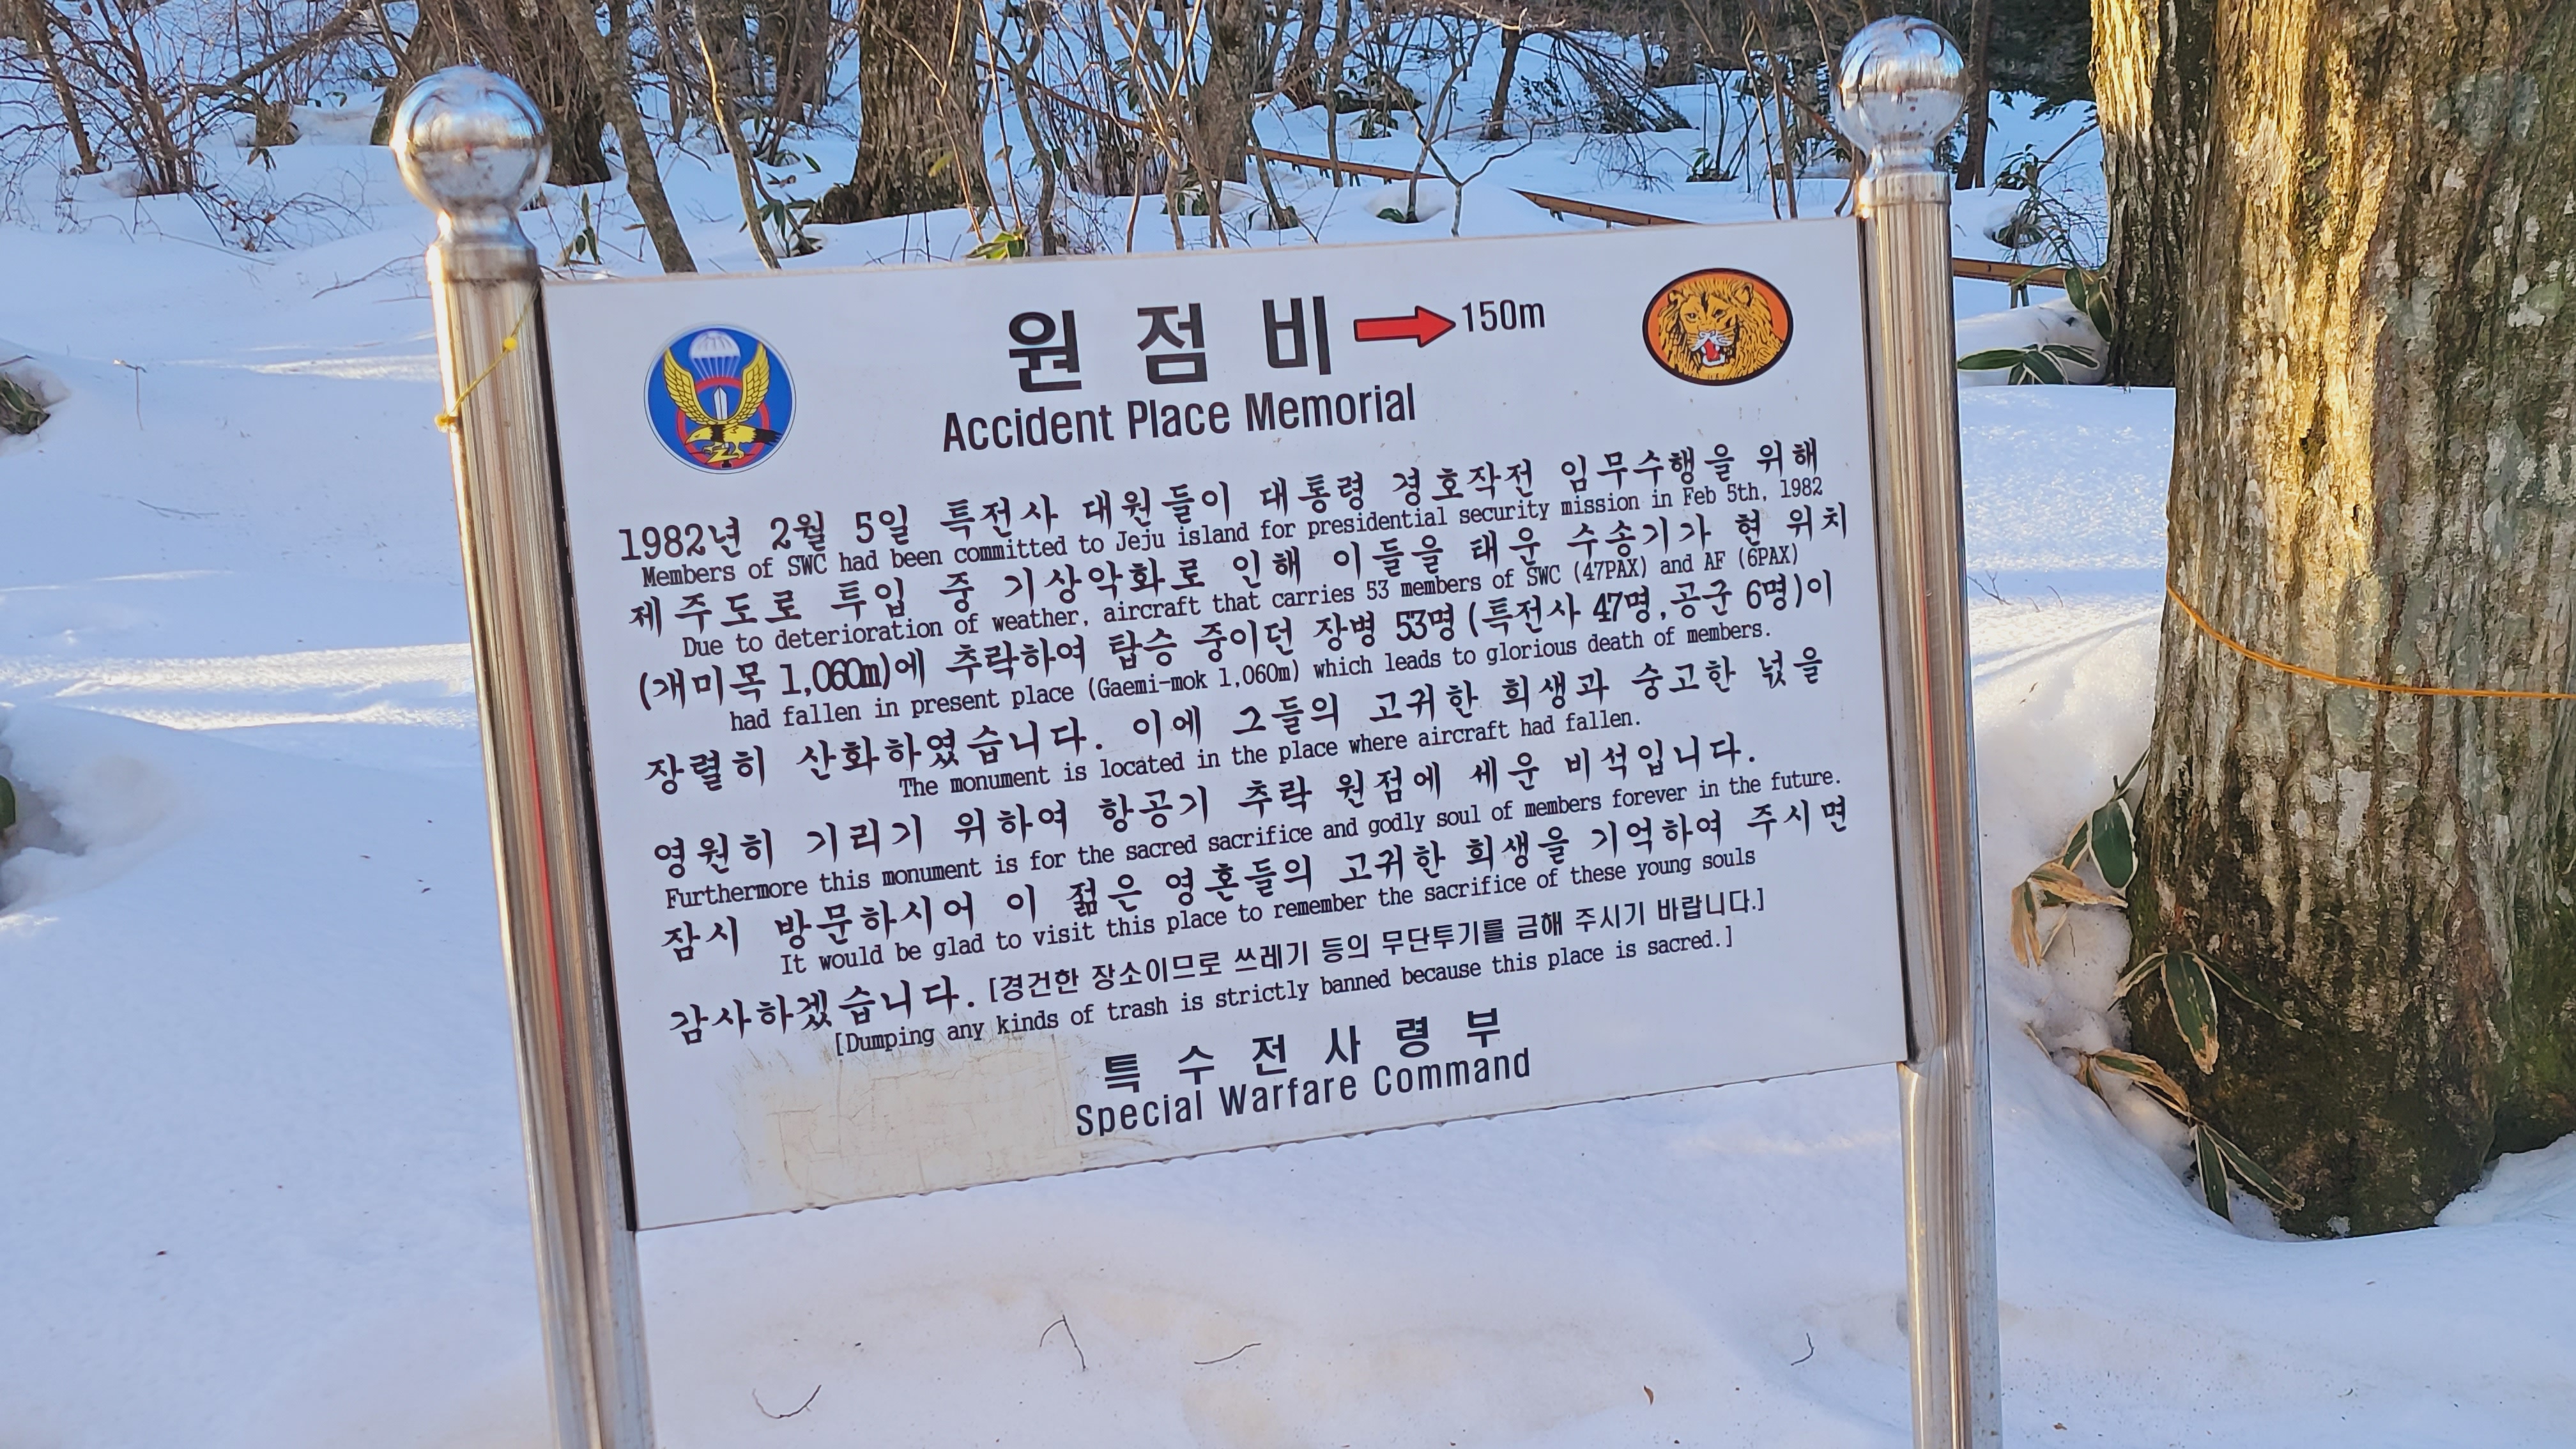 원 점 비 150m
Accident Place Memorial
1982년 2월 5일 특전사 대원들이 대통령 경호작전 임무수행을 위해
Members of SWC had been committed to Jeju island for presidential security mission in Feb 5th, 1982
제주도로 투입 중 기상악화로 인해 이들을 태운 수송기가 현 위치
Due to deterioration of weather, aircraft that carries 53 members of SWC (47PAX) and AF (6PAX)
(개미목 1,060m)에 추락하여 탑승 중이던 장병 53명(특전사 47명,공군 6명)이
had fallen in present place (Gaemi-mok 1,060m) which leads to glorious death of members.
장렬히 산화하였습니다. 이에 그들의 고귀한 희생과 숭고한 넋을
The monument is located in the place where aircraft had fallen.
영원히 기리기 위하여 항공기 추락 원점에 세운 비석입니다.
Furthermore this monument is for the sacred sacrifice and godly soul of members forever in the future.
잠시 방문하시어 이 젊은 영혼들의 고귀한 희생을 기억하여 주시면
It would be glad to visit this place to remember the sacrifice of these young souls
감사하겠습니다. [경건한 장소이므로 쓰레기 등의 무단투기를 금해 주시기 바랍니다.]
[Dumping any kinds of trash is strictly banned because this place is sacred.]
특 수 전 사 령 부
Special Warfare Command